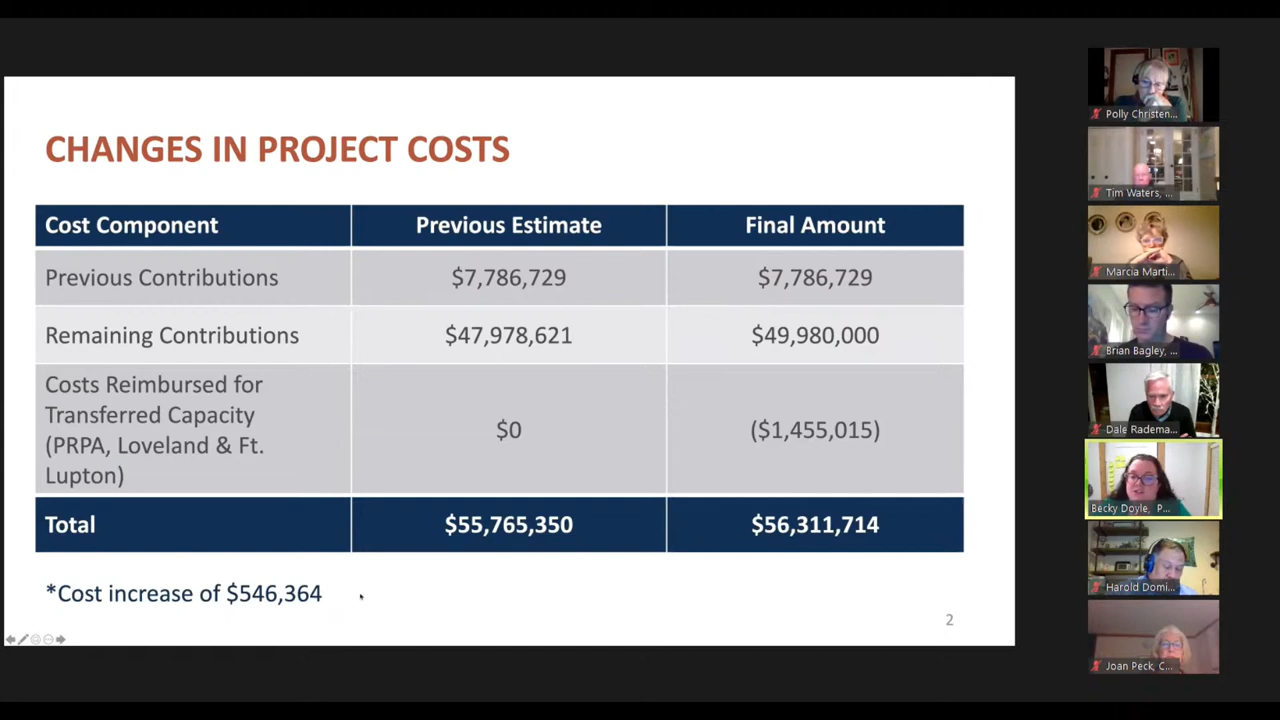 CHANGES IN PROJECT COSTS
Cost Component Previous Estimate Final Amount
Previous Contributions $7,786,729 $7,786,729
Remaining Contributions $47,978,621 $49,980,000
Costs Reimbursed for
Transferred Capacity
(PRPA, Loveland & Ft.
Lupton)
$0 ($1,455,015)
Total $55,765,350 $56,311,714
*Cost increase of $546,364
2
Polly Christen...
Tim Waters, ...
Marcia Marti...
Brian Bagley, ...
Dale Radema...
Becky Doyle, P...
Harold Domi...
Joan Peck, C...